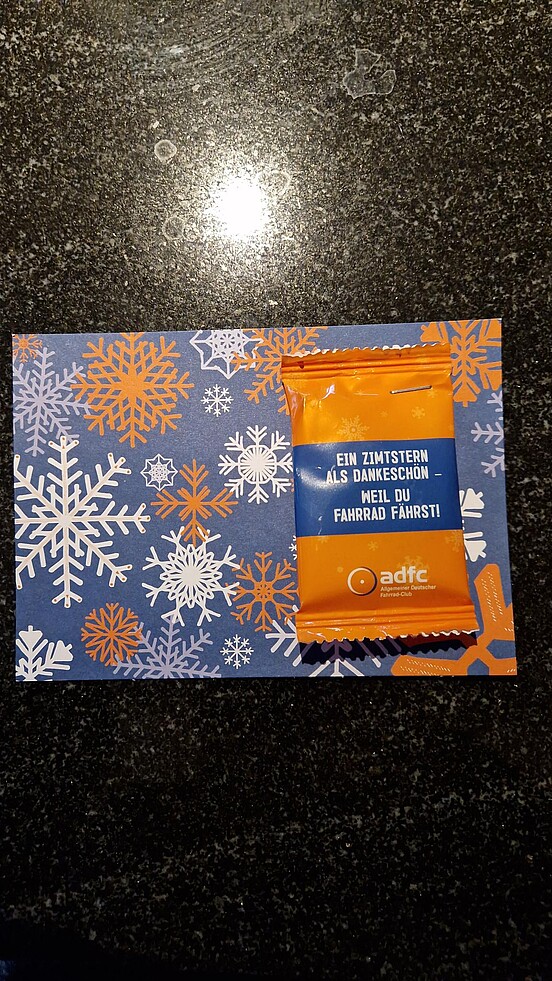 EIN ZIMTSTERN
ALS DANKESCHÖN –
WEIL DU
FAHRRAD FÄHRST!
adfc
Allgemeiner Deutscher
Fahrrad-Club